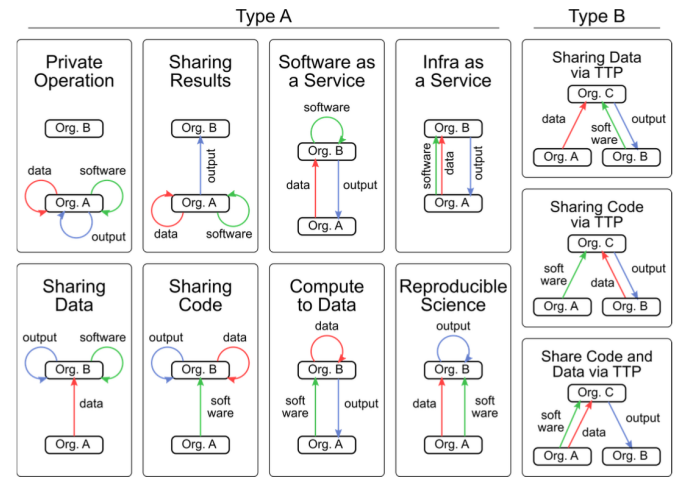 Type A
Type B
Private
Operation
Org. B
data
software
Org. A
output
Sharing
Results
Org. B
output
Org. A
data
software
Software as
a Service
software
Org. B
data
output
Org. A
Infra as
a Service
Org. B
software
data
output
Org. A
Sharing Data
via TTP
Org. C
data
soft
ware
output
Org. A
Org. B
Sharing Code
via TTP
Org. C
soft
ware
data
output
Org. A
Org. B
Sharing
Data
output
software
Org. B
data
Org. A
Sharing
Code
output
data
Org. B
soft
ware
Org. A
Compute
to Data
data
Org. B
soft
ware
output
Org. A
Reproducible
Science
output
Org. B
data
soft
ware
Org. A
Share Code and
Data via TTP
Org. C
soft
ware
data
output
Org. A
Org. B